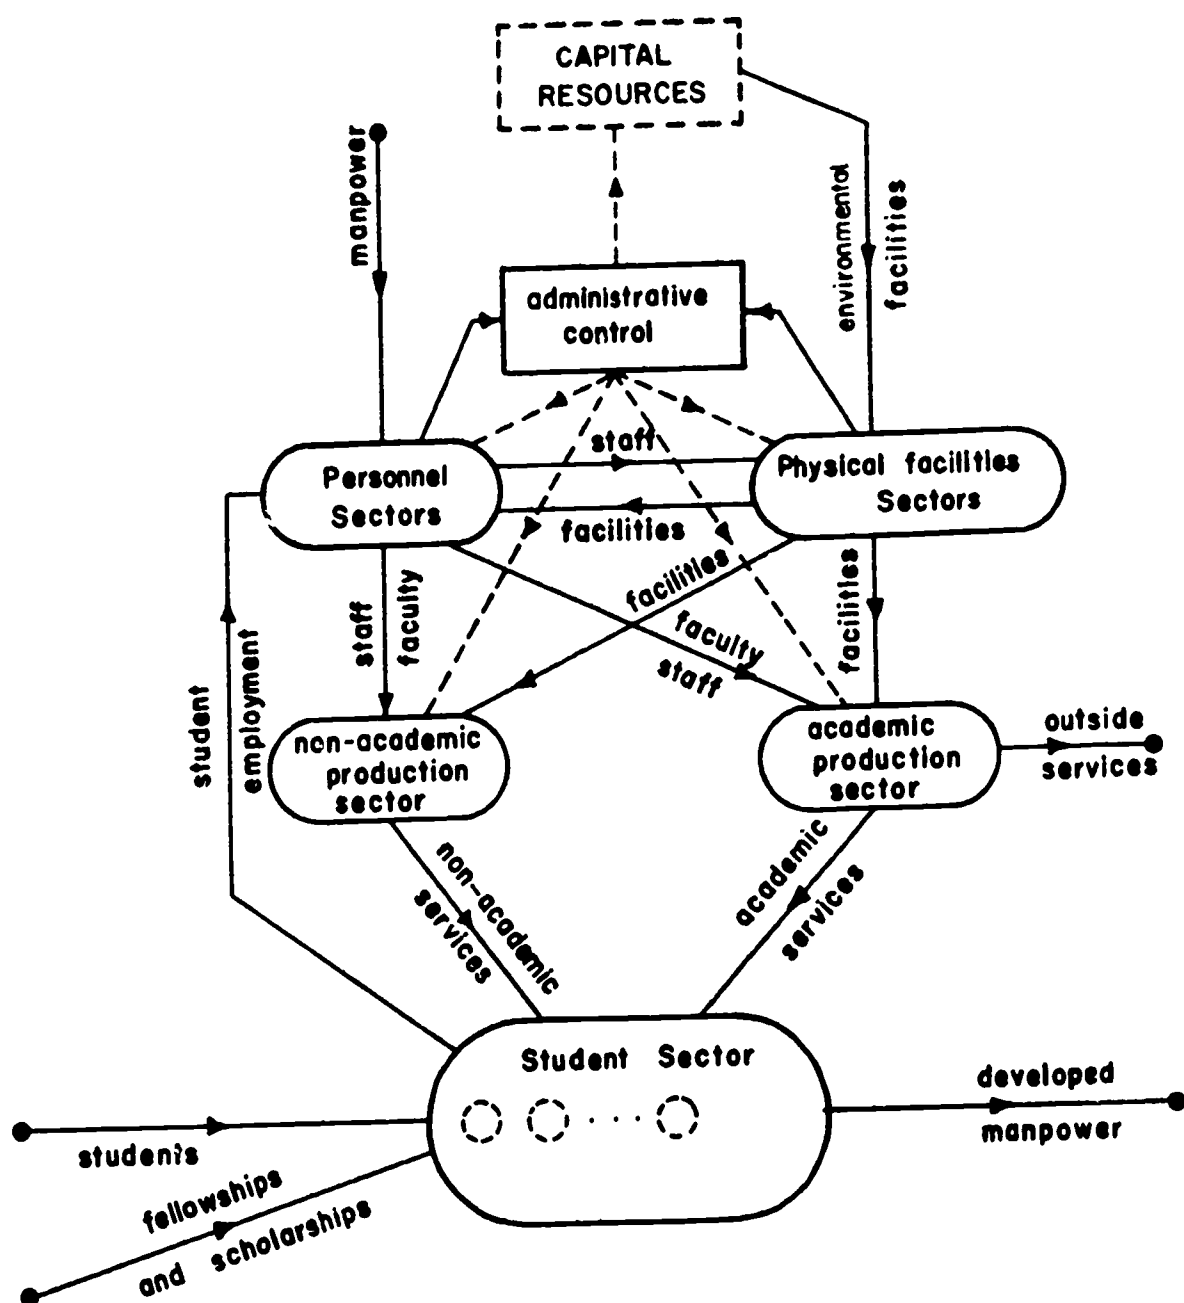 CAPITAL
RESOURCES
manpower
environmental
facilities
administrative
control
staff
Personnel
Sectors
Physical facilities
Sectors
facilities
staff
faculty
facilities
faculty
staff
facilities
student
employment
non-academic
production
sector
academic
production
sector
outside
services
non-academic
services
academic
services
Student Sector
developed
manpower
students
fellowships
and scholarships